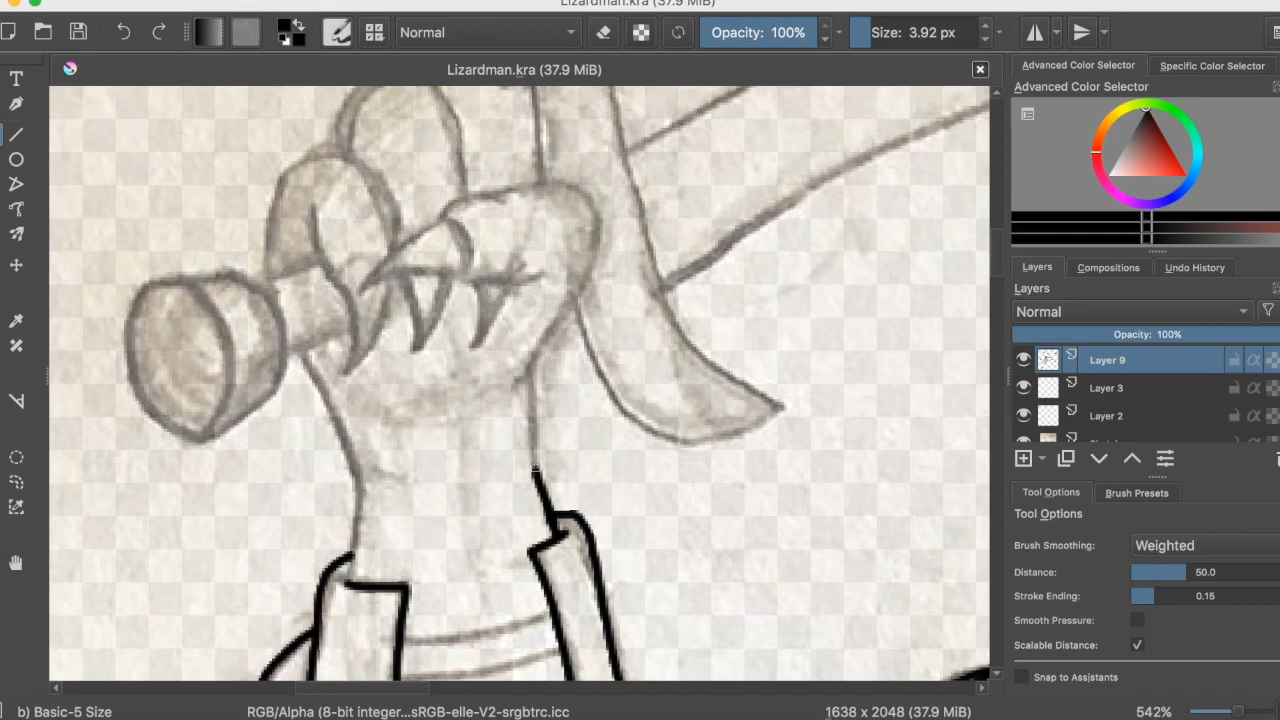 Lizardman.kra (37.9 MiB)
Normal
Opacity: 100%
Size: 3.92 px
Lizardman.kra (37.9 MiB)
Advanced Color Selector
Specific Color Selector
Advanced Color Selector
Layers
Compositions
Undo History
Layers
Normal
Opacity: 100%
Layer 9
Layer 3
Layer 2
Tool Options
Brush Presets
Tool Options
Brush Smoothing:
Weighted
Distance:
50.0
Stroke Ending:
0.15
Smooth Pressure:
Scalable Distance:
Snap to Assistants
b) Basic-5 Size
RGB/Alpha (8-bit integer...sRGB-elle-V2-srgbtrc.icc
1638 x 2048 (37.9 MiB)
542%